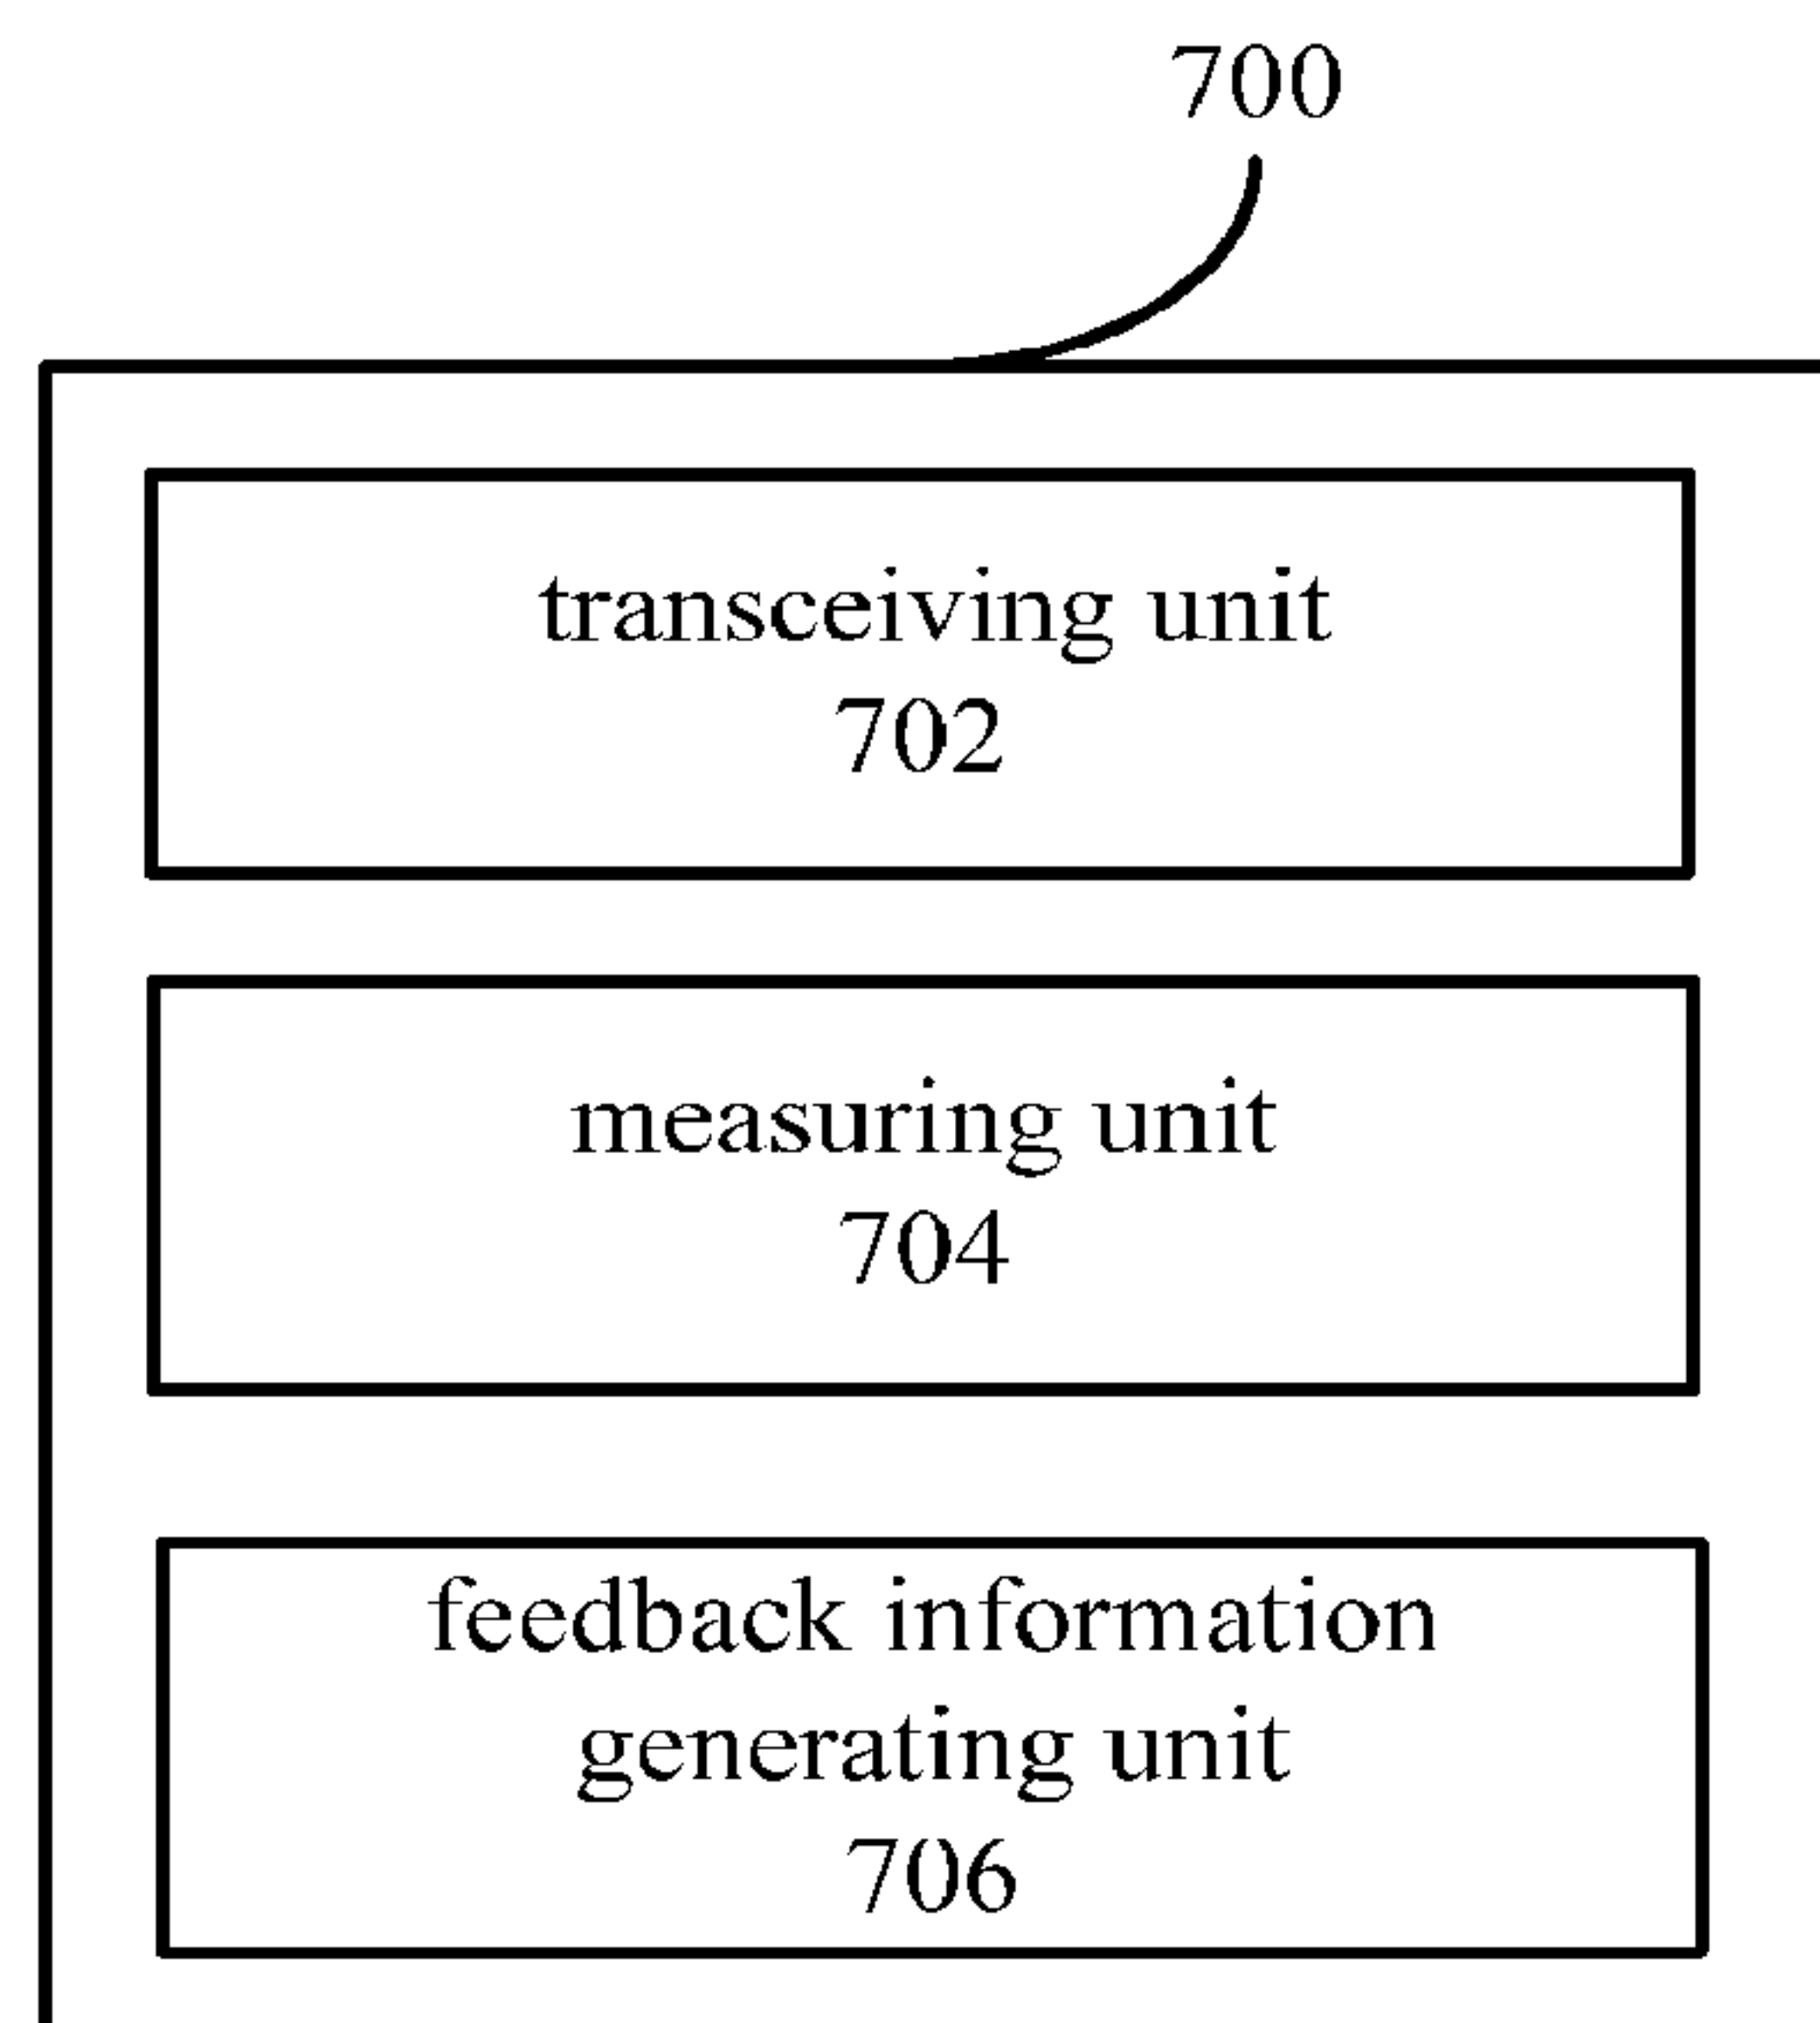 700
transceiving unit
702
measuring unit
704
feedback information
generating unit
706